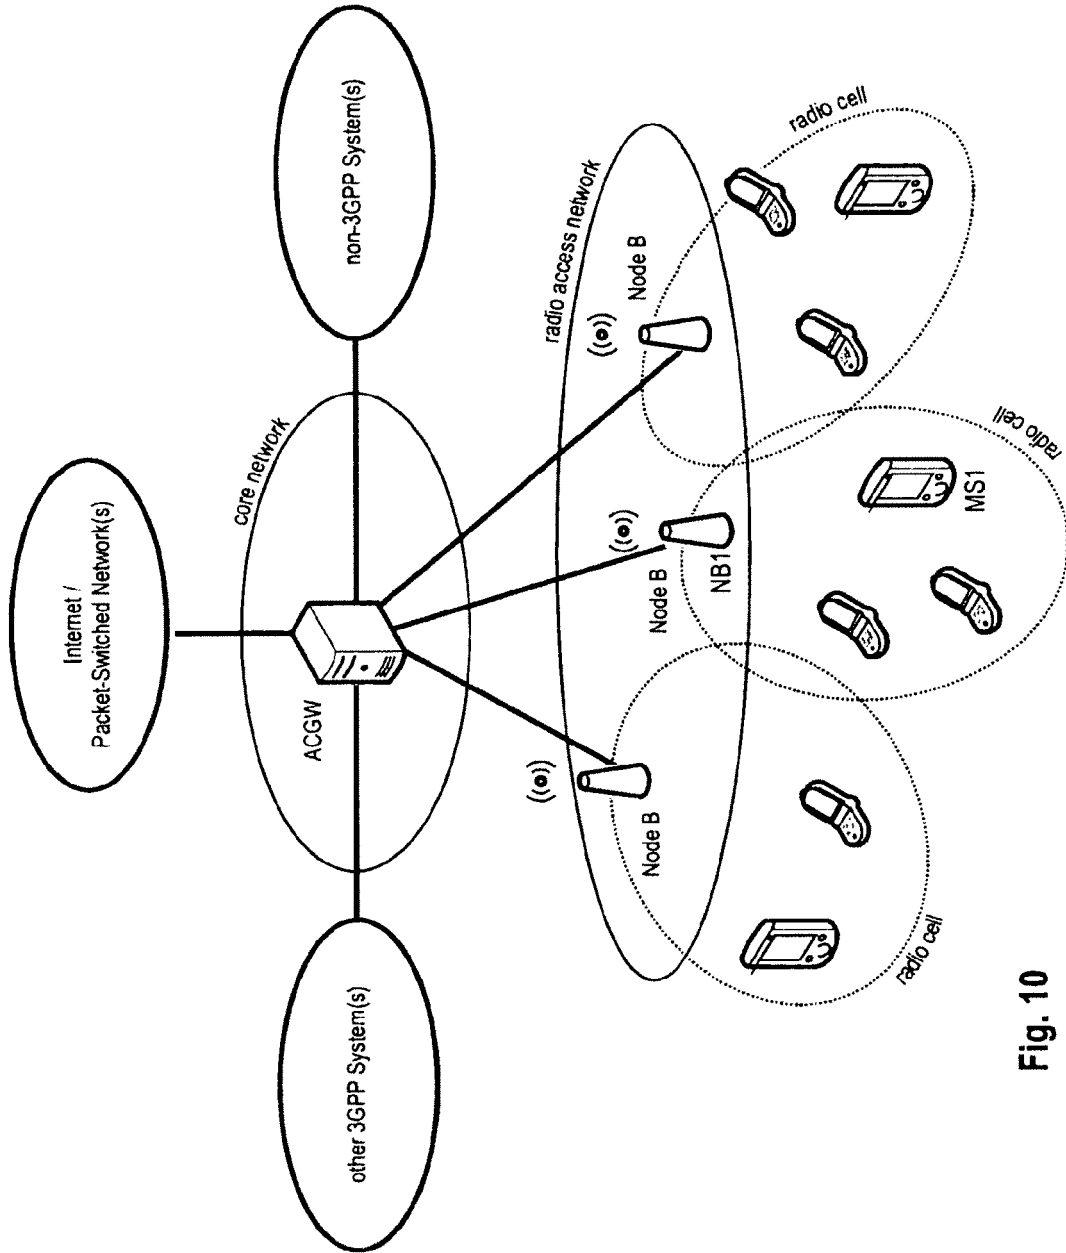 Internet /
Packet-Switched Network(s)
other 3GPP System(s)
ACGW
core network
non-3GPP System(s)
radio access network
Node B
Node B
NB1
Node B
radio cell
MS1
radio cell
radio cell
Fig. 10